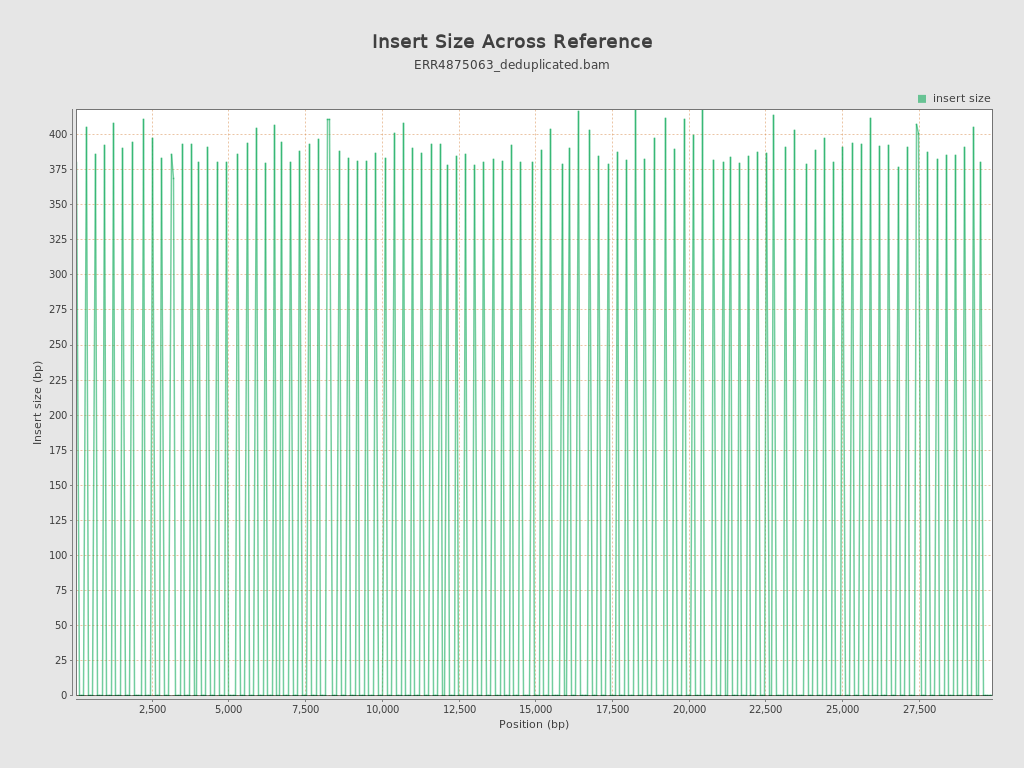 Insert Size Across Reference
ERR4875063_deduplicated.bam
insert size
400
375
350
325
300
275
250
225
200
175
150
125
100
75
50
25
0
Insert size (bp)
2,500 5,000 7,500 10,000 12,500 15,000 17,500 20,000 22,500 25,000 27,500
Position (bp)